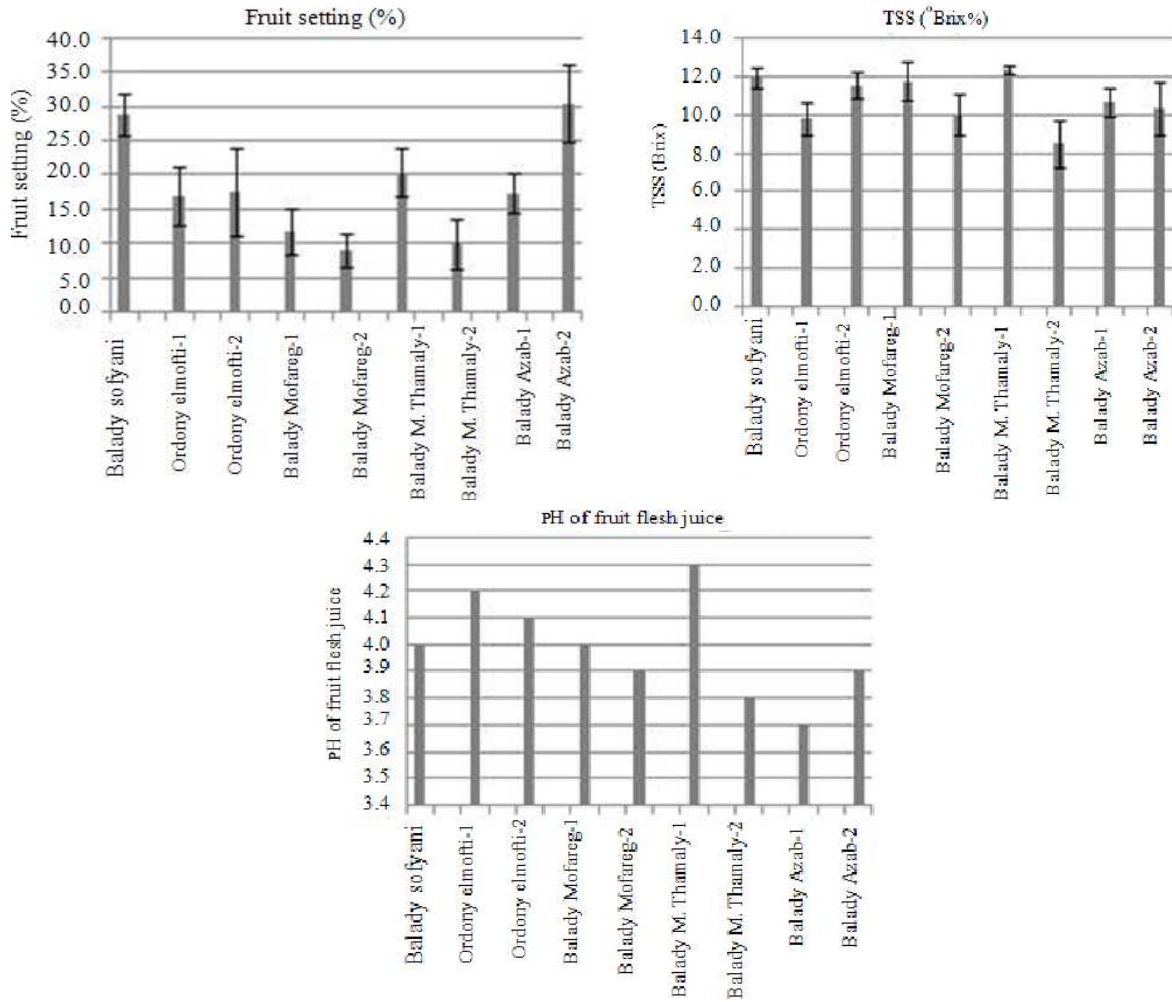 Fruit setting (%)
Fruit setting (%)
40.0
35.0
30.0
25.0
20.0
15.0
10.0
5.0
0.0
Balady sofyani
Ordony elmofti-1
Ordony elmofti-2
Balady Mofareg-1
Balady Mofareg-2
Balady M. Thamaly-1
Balady M. Thamaly-2
Balady Azab-1
Balady Azab-2
TSS (°Brix%)
TSS (Brix)
14.0
12.0
10.0
8.0
6.0
4.0
2.0
0.0
Balady sofyani
Ordony elmofti-1
Ordony elmofti-2
Balady Mofareg-1
Balady Mofareg-2
Balady M. Thamaly-1
Balady M. Thamaly-2
Balady Azab-1
Balady Azab-2
PH of fruit flesh juice
PH of fruit flesh juice
4.4
4.3
4.2
4.1
4.0
3.9
3.8
3.7
3.6
3.5
3.4
Balady sofyani
Ordony elmofti-1
Ordony elmofti-2
Balady Mofareg-1
Balady Mofareg-2
Balady M. Thamaly-1
Balady M. Thamaly-2
Balady Azab-1
Balady Azab-2